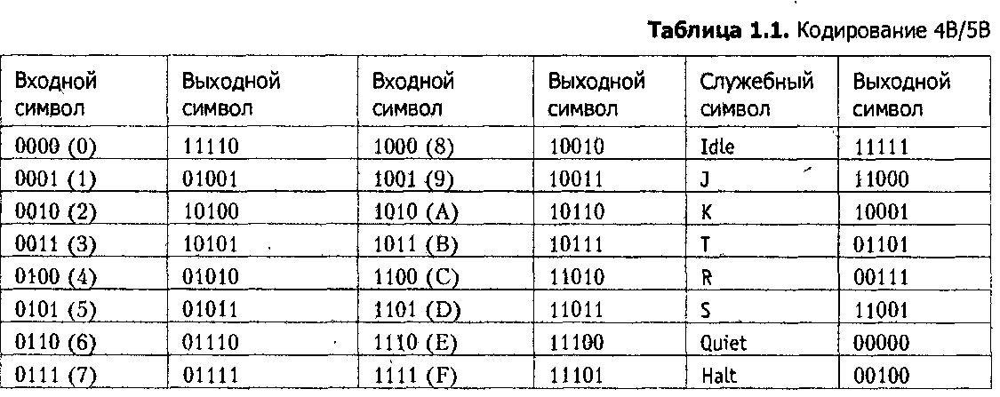 Таблица 1.1. Кодирование 4В/5В
Входной символ Выходной символ Входной символ Выходной символ Служебный символ Выходной символ
0000 (0) 11110 1000 (8) 10010 Idle 11111
0001 (1) 01001 1001 (9) 10011 J 11000
0010 (2) 10100 1010 (A) 10110 K 10001
0011 (3) 10101 1011 (B) 10111 T 01101
0100 (4) 01010 1100 (C) 11010 R 00111
0101 (5) 01011 1101 (D) 11011 S 11001
0110 (6) 01110 1110 (E) 11100 Quiet 00000
0111 (7) 01111 1111 (F) 11101 Halt 00100